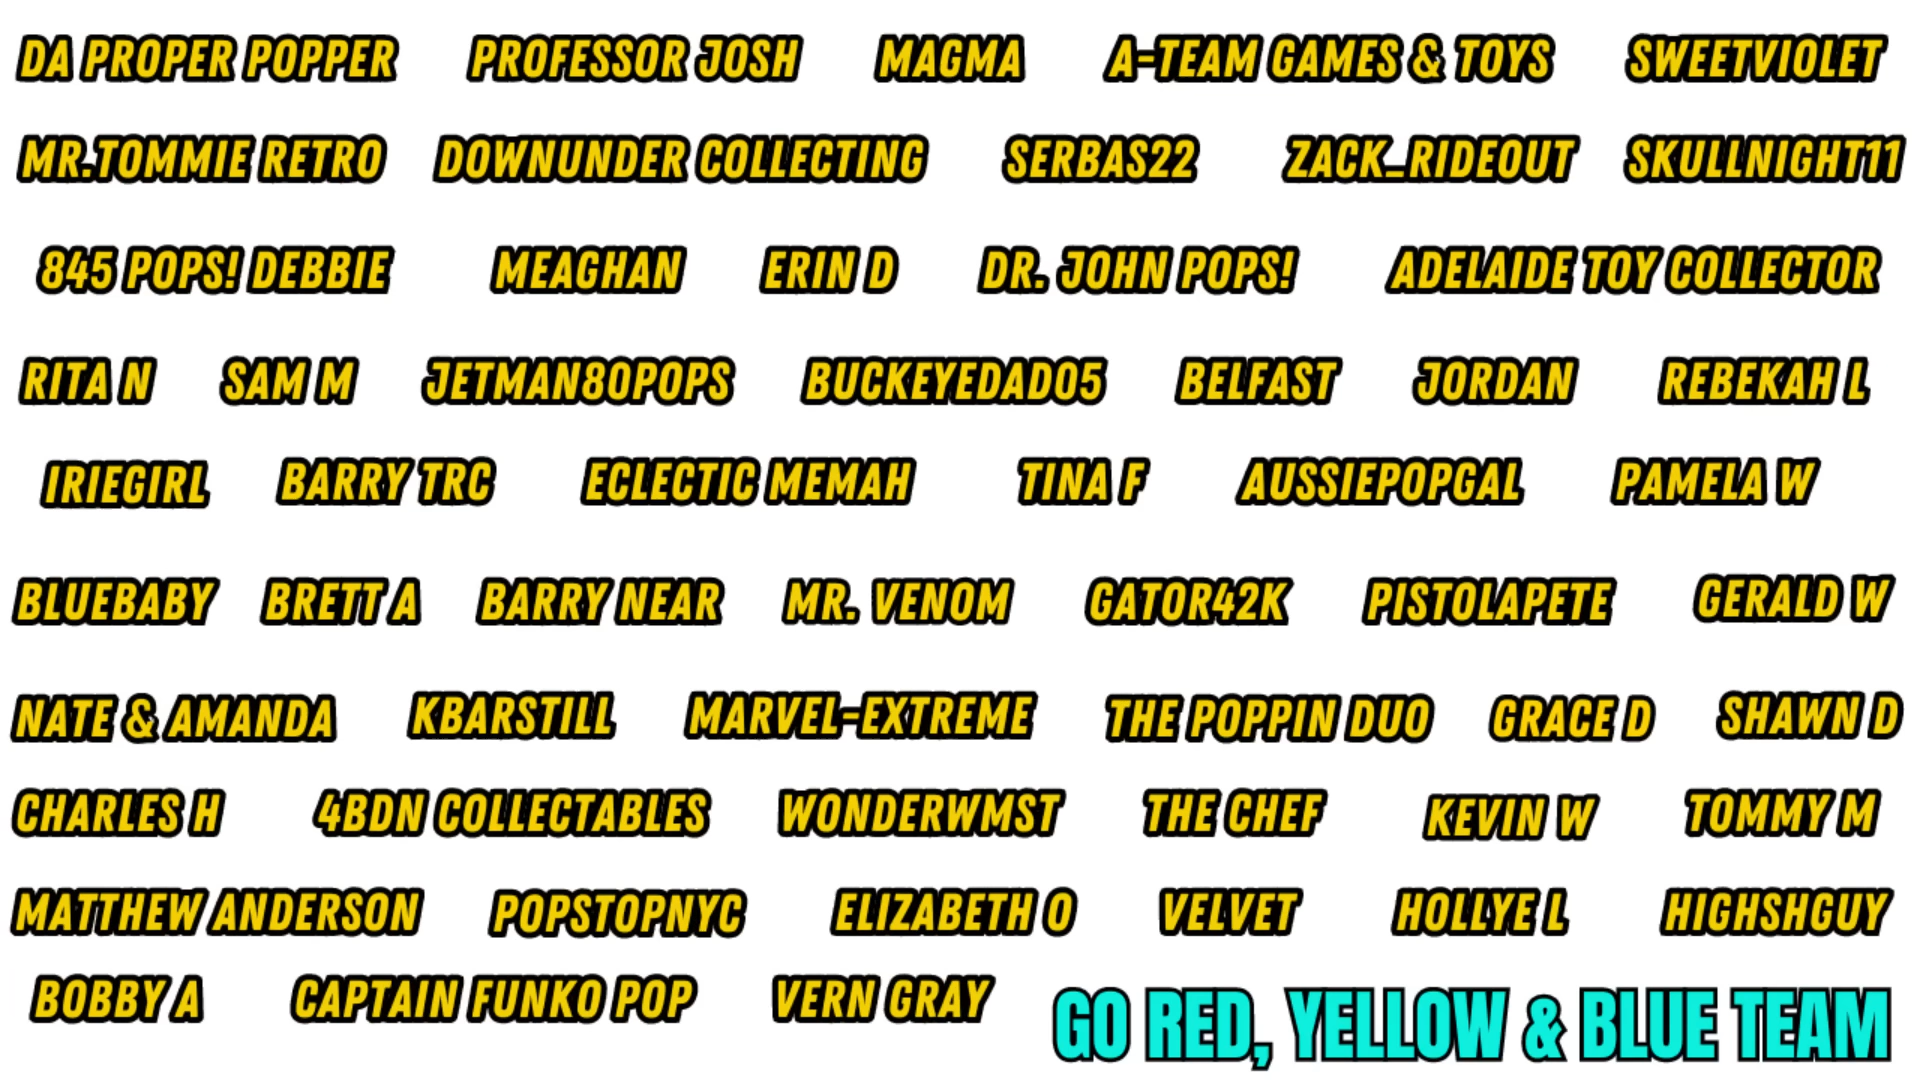 DA PROPER POPPER PROFESSOR JOSH MAGMA A-TEAM GAMES & TOYS SWEETVIOLET
MR.TOMMIE RETRO DOWNUNDER COLLECTING SERBAS22 ZACK_RIDEOUT SKULLNIGHT11
845 POPS! DEBBIE MEAGHAN ERIN D DR. JOHN POPS! ADELAIDE TOY COLLECTOR
RITA N SAM M JETMAN80POPS BUCKEYEDAD05 BELFAST JORDAN REBEKAH L
IRIEGIRL BARRY TRC ECLECTIC MEMAH TINA F AUSSIEPOPGAL PAMELA W
BLUEBABY BRETT A BARRY NEAR MR. VENOM GATOR42K PISTOLAPETE GERALD W
NATE & AMANDA KBARSTILL MARVEL-EXTREME THE POPPIN DUO GRACE D SHAWN D
CHARLES H 4BDN COLLECTABLES WONDERWMST THE CHEF KEVIN W TOMMY M
MATTHEW ANDERSON POPSTOPNYC ELIZABETH O VELVET HOLLYE L HIGHSHGUY
BOBBY A CAPTAIN FUNKO POP VERN GRAY GO RED, YELLOW & BLUE TEAM